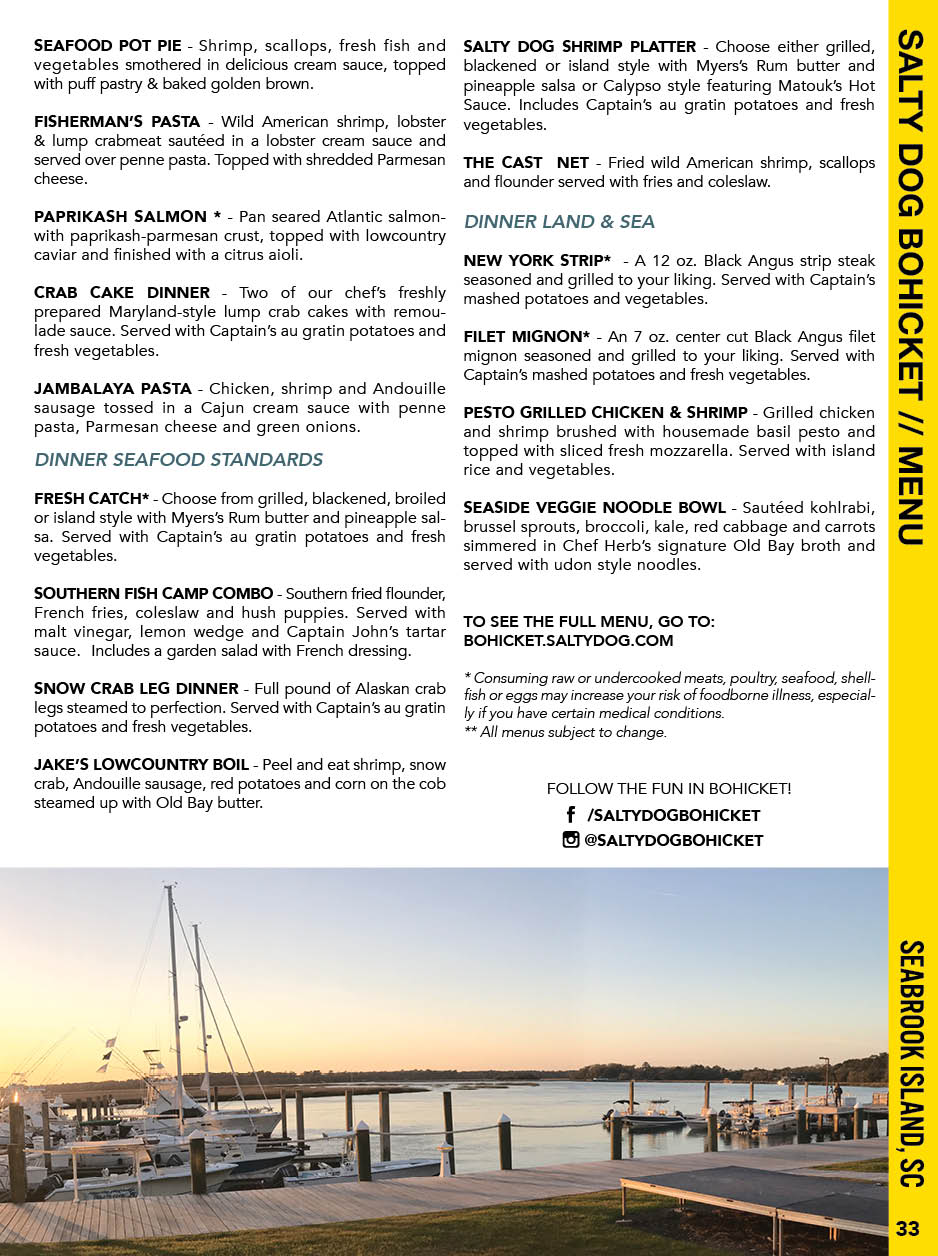 SEAFOOD POT PIE - Shrimp, scallops, fresh fish and
vegetables smothered in delicious cream sauce, topped
with puff pastry & baked golden brown.
FISHERMAN'S PASTA - Wild American shrimp, lobster
& lump crabmeat sautéed in a lobster cream sauce and
served over penne pasta. Topped with shredded Parmesan
cheese.
PAPRIKASH SALMON * - Pan seared Atlantic salmon-
with paprikash-parmesan crust, topped with lowcountry
caviar and finished with a citrus aioli.
CRAB CAKE DINNER - Two of our chef's freshly
prepared Maryland-style lump crab cakes with remou-
lade sauce. Served with Captain's au gratin potatoes and
fresh vegetables.
JAMBALAYA PASTA - Chicken, shrimp and Andouille
sausage tossed in a Cajun cream sauce with penne
pasta, Parmesan cheese and green onions.
DINNER SEAFOOD STANDARDS
FRESH CATCH* - Choose from grilled, blackened, broiled
or island style with Myers's Rum butter and pineapple sal-
sa. Served with Captain's au gratin potatoes and fresh
vegetables.
SOUTHERN FISH CAMP COMBO - Southern fried flounder,
French fries, coleslaw and hush puppies. Served with
malt vinegar, lemon wedge and Captain John's tartar
sauce. Includes a garden salad with French dressing.
SNOW CRAB LEG DINNER - Full pound of Alaskan crab
legs steamed to perfection. Served with Captain's au gratin
potatoes and fresh vegetables.
JAKE'S LOWCOUNTRY BOIL - Peel and eat shrimp, snow
crab, Andouille sausage, red potatoes and corn on the cob
steamed up with Old Bay butter.
SALTY DOG SHRIMP PLATTER - Choose either grilled,
blackened or island style with Myers's Rum butter and
pineapple salsa or Calypso style featuring Matouk's Hot
Sauce. Includes Captain's au gratin potatoes and fresh
vegetables.
THE CAST NET - Fried wild American shrimp, scallops
and flounder served with fries and coleslaw.
DINNER LAND & SEA
NEW YORK STRIP* - A 12 oz. Black Angus strip steak
seasoned and grilled to your liking. Served with Captain's
mashed potatoes and vegetables.
FILET MIGNON* - An 7 oz. center cut Black Angus filet
mignon seasoned and grilled to your liking. Served with
Captain's mashed potatoes and fresh vegetables.
PESTO GRILLED CHICKEN & SHRIMP - Grilled chicken
and shrimp brushed with housemade basil pesto and
topped with sliced fresh mozzarella. Served with island
rice and vegetables.
SEASIDE VEGGIE NOODLE BOWL - Sautéed kohlrabi,
brussel sprouts, broccoli, kale, red cabbage and carrots
simmered in Chef Herb's signature Old Bay broth and
served with udon style noodles.
TO SEE THE FULL MENU, GO TO:
BOHICKET.SALTYDOG.COM
* Consuming raw or undercooked meats, poultry, seafood, shell-
fish or eggs may increase your risk of foodborne illness, especial-
ly if you have certain medical conditions.
** All menus subject to change.
FOLLOW THE FUN IN BOHICKET!
/SALTYDOGBOHICKET
@SALTYDOGBOHICKET
SALTY DOG BOHICKET // MENU
SEABROOK ISLAND, SC
33